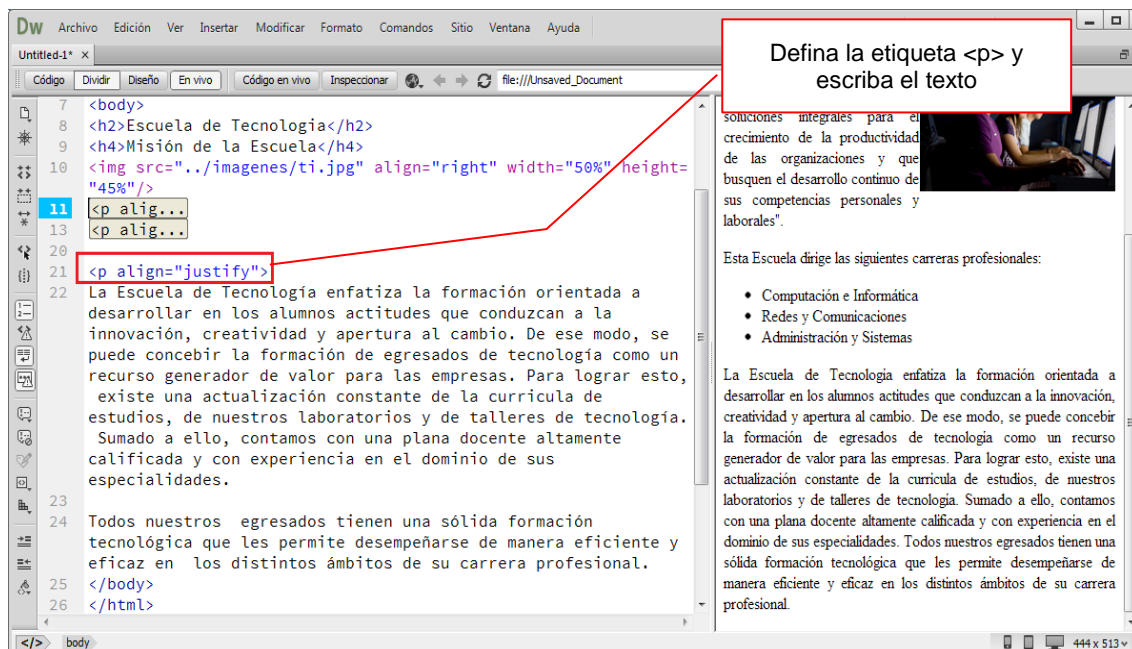 Dw Archivo Edición Ver Insertar Modificar Formato Comandos Sitio Ventana Ayuda
Untitled-1* ×
Código Dividir Diseño En vivo Código en vivo Inspeccionar file:///Unsaved_Document
Defina la etiqueta <p> y
escriba el texto
7 <body>
8 <h2>Escuela de Tecnologia</h2>
9 <h4>Misión de la Escuela</h4>
10 <img src="../imagenes/ti.jpg" align="right" width="50%" height=
"45%"/>
11 <p alig...
13 <p alig...
20
21 <p align="justify">
22 La Escuela de Tecnología enfatiza la formación orientada a
desarrollar en los alumnos actitudes que conduzcan a la
innovación, creatividad y apertura al cambio. De ese modo, se
puede concebir la formación de egresados de tecnología como un
recurso generador de valor para las empresas. Para lograr esto,
existe una actualización constante de la curricula de
estudios, de nuestros laboratorios y de talleres de tecnología.
Sumado a ello, contamos con una plana docente altamente
calificada y con experiencia en el dominio de sus
especialidades.
23
24 Todos nuestros  egresados tienen una sólida formación
tecnológica que les permite desempeñarse de manera eficiente y
eficaz en  los distintos ámbitos de su carrera profesional.
25 </body>
26 </html>
soluciones integrales para el
crecimiento de la productividad
de las organizaciones y que
busquen el desarrollo continuo de
sus competencias personales y
laborales".
Esta Escuela dirige las siguientes carreras profesionales:
• Computación e Informática
• Redes y Comunicaciones
• Administración y Sistemas
La Escuela de Tecnología enfatiza la formación orientada a
desarrollar en los alumnos actitudes que conduzcan a la innovación,
creatividad y apertura al cambio. De ese modo, se puede concebir
la formación de egresados de tecnología como un recurso
generador de valor para las empresas. Para lograr esto, existe una
actualización constante de la curricula de estudios, de nuestros
laboratorios y de talleres de tecnología. Sumado a ello, contamos
con una plana docente altamente calificada y con experiencia en el
dominio de sus especialidades. Todos nuestros egresados tienen una
sólida formación tecnológica que les permite desempeñarse de
manera eficiente y eficaz en los distintos ámbitos de su carrera
profesional.
</> body
444 x 513